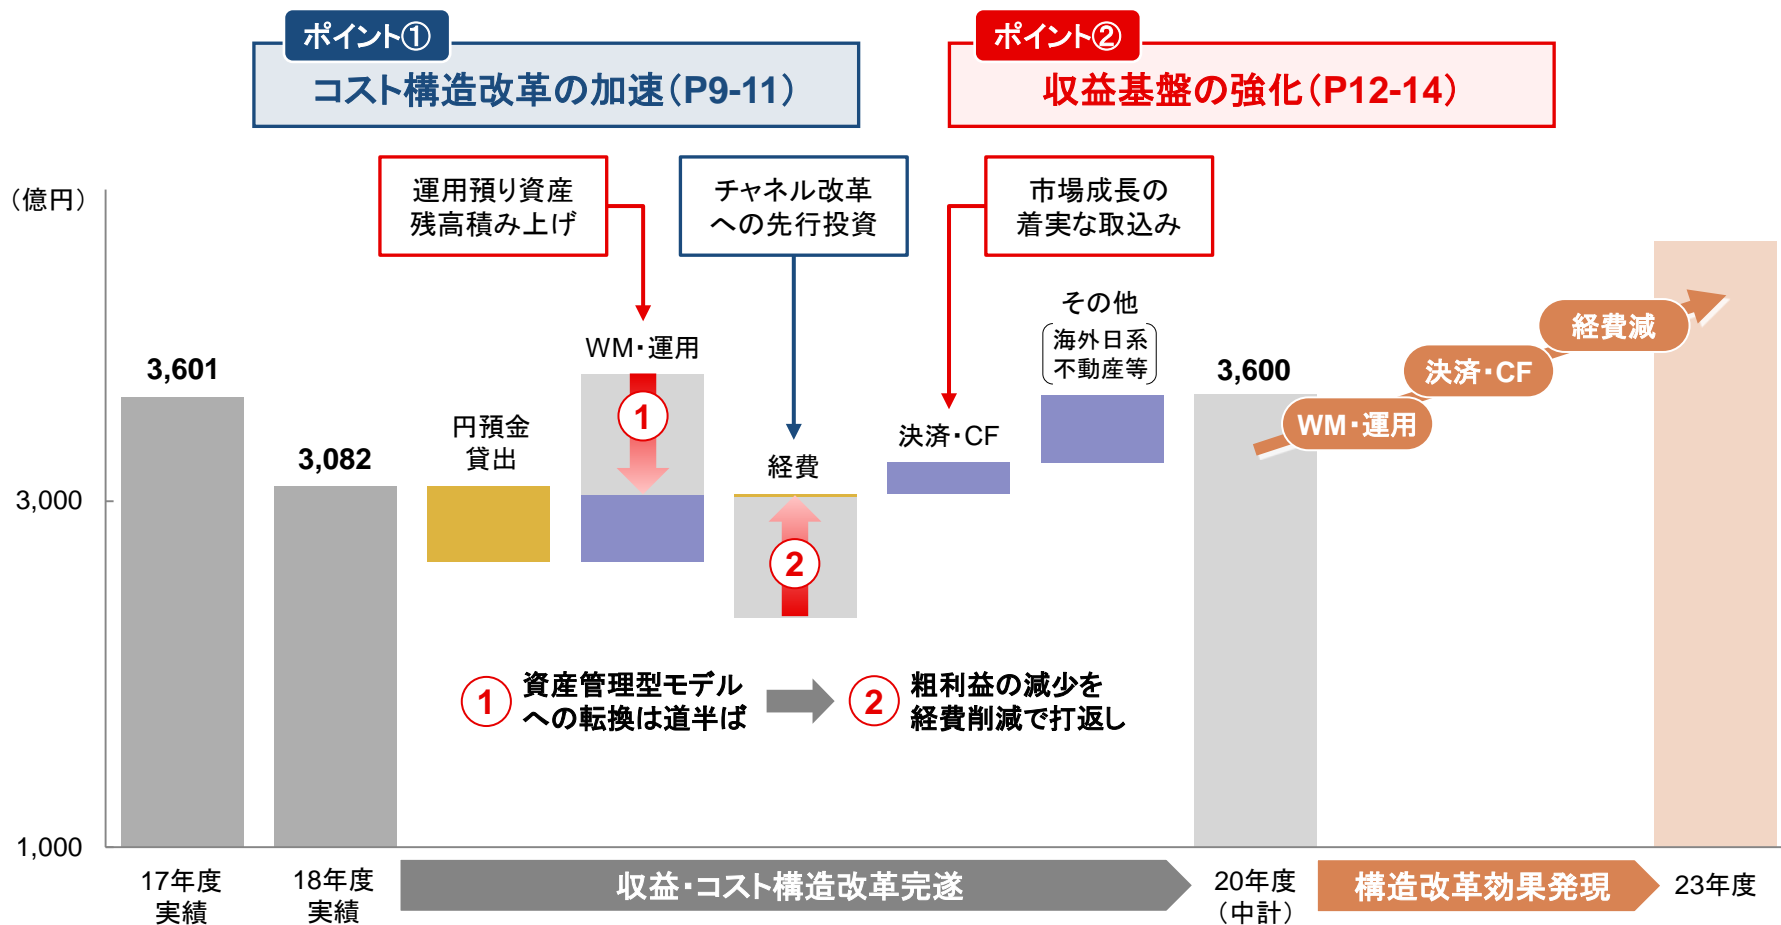 ポイント①
コスト構造改革の加速（P9-11）
ポイント②
収益基盤の強化（P12-14）
（億円）
運用預り資産
残高積み上げ
チャネル改革
への先行投資
市場成長の
着実な取込み
3,601
3,082
円預金
貸出
WM・運用
1
経費
2
決済・CF
その他
海外日系
不動産等
3,600
WM・運用
決済・CF
経費減
3,000
1,000
1
資産管理型モデル
への転換は道半ば
2
粗利益の減少を
経費削減で打返し
17年度
実績
18年度
実績
収益・コスト構造改革完遂
20年度
（中計）
構造改革効果発現
23年度